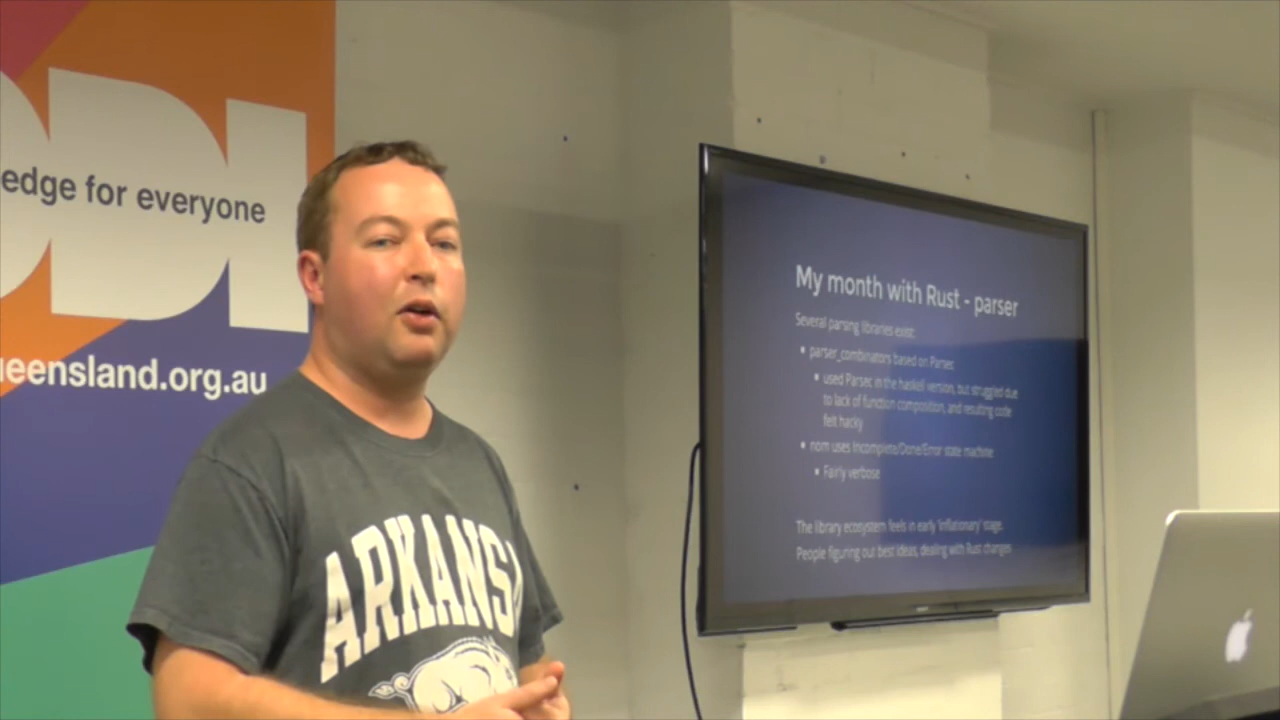 ODI
edge for everyone
ueensland.org.au
ARKANS
My month with Rust - parser
Several parsing libraries exist:
• parser_combinators based on Parsec
• used Parsec in the haskell version, but struggled due
to lack of function composition, and resulting code
felt hacky
• nom uses Incomplete/Done/Error state machine
• Fairly verbose
The library ecosystem feels in early 'inflationary' stage.
People figuring out best ideas, dealing with Rust changes